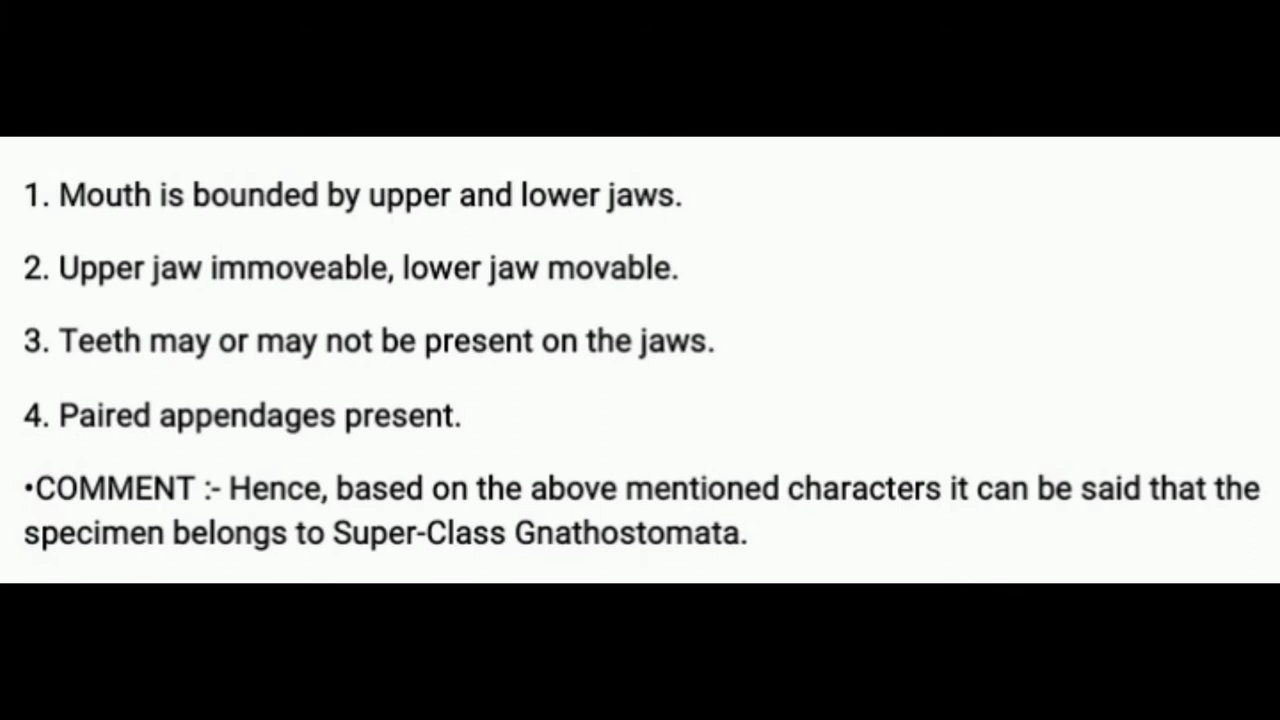 1. Mouth is bounded by upper and lower jaws.
2. Upper jaw immoveable, lower jaw movable.
3. Teeth may or may not be present on the jaws.
4. Paired appendages present.
•COMMENT :- Hence, based on the above mentioned characters it can be said that the
specimen belongs to Super-Class Gnathostomata.